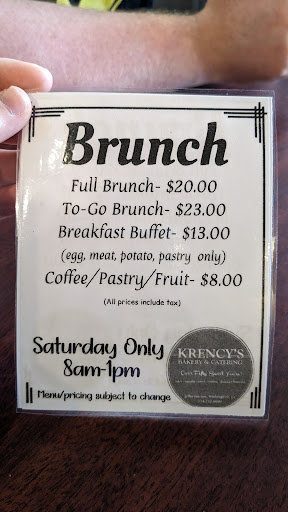 Brunch
Full Brunch- $20.00
To-Go Brunch- $23.00
Breakfast Buffet- $13.00
(egg, meat, potato, pastry only)
Coffee/Pastry/Fruit- $8.00
(All prices include tax)
Saturday Only
8am-1pm
Menu/pricing subject to change
KRENCY'S
BAKERY & CATERING